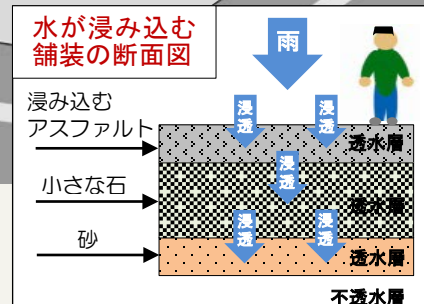 水が浸み込む
舗装の断面図
雨
浸み込む
アスファルト
浸透
浸透
透水層
小さな石
浸透
透水層
砂
浸透
浸透
透水層
不透水層